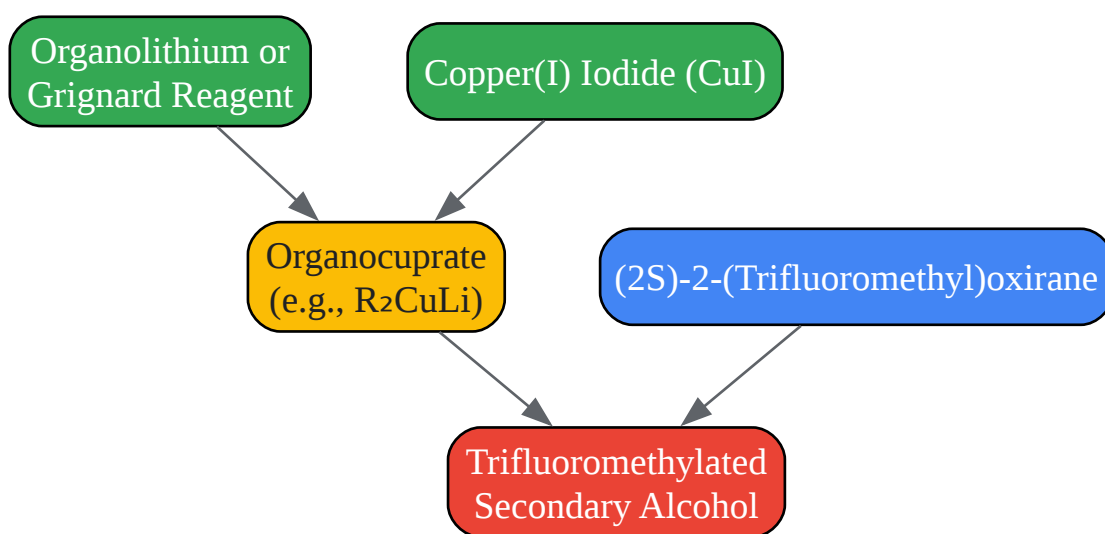 Organolithium or
Grignard Reagent
Copper(I) Iodide (CuI)
Organocuprate
(e.g., R₂CuLi)
(2S)-2-(Trifluoromethyl)oxirane
Trifluoromethylated
Secondary Alcohol